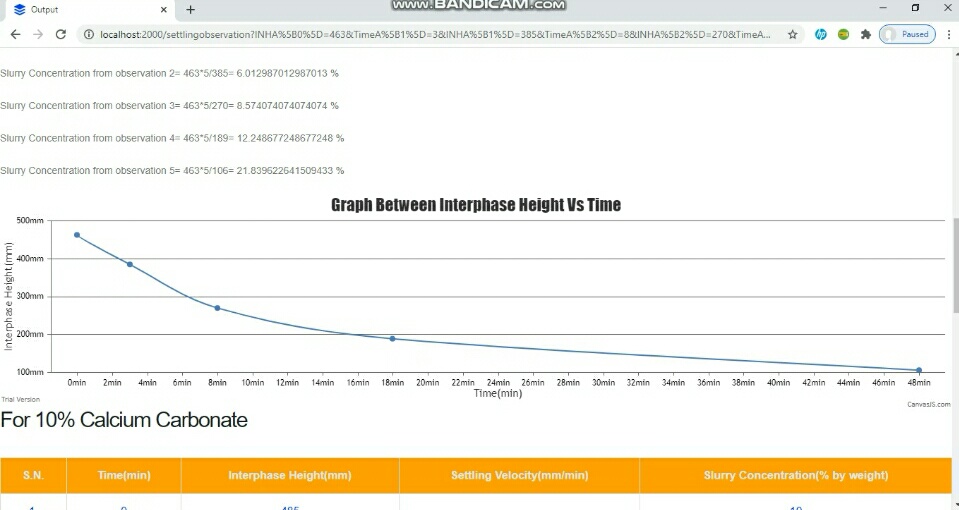 Output
www.BANDICAM.com
localhost:2000/settlingobservation?INHA%5B0%5D=463&TimeA%5B1%5D=3&INHA%5B1%5D=385&TimeA%5B2%5D=8&INHA%5B2%5D=270&TimeA...
Paused
Slurry Concentration from observation 2= 463*5/385= 6.012987012987013 %
Slurry Concentration from observation 3= 463*5/270= 8.574074074074074 %
Slurry Concentration from observation 4= 463*5/189= 12.248677248677248 %
Slurry Concentration from observation 5= 463*5/106= 21.839622641509433 %
Graph Between Interphase Height Vs Time
500mm
400mm
300mm
200mm
100mm
Interphase Height(mm)
0min 2min 4min 6min 8min 10min 12min 14min 16min 18min 20min 22min 24min 26min 28min 30min 32min 34min 36min 38min 40min 42min 44min 46min 48min
Time(min)
Trial Version
CanvasJS.com
For 10% Calcium Carbonate
S.N. Time(min) Interphase Height(mm) Settling Velocity(mm/min) Slurry Concentration(% by weight)